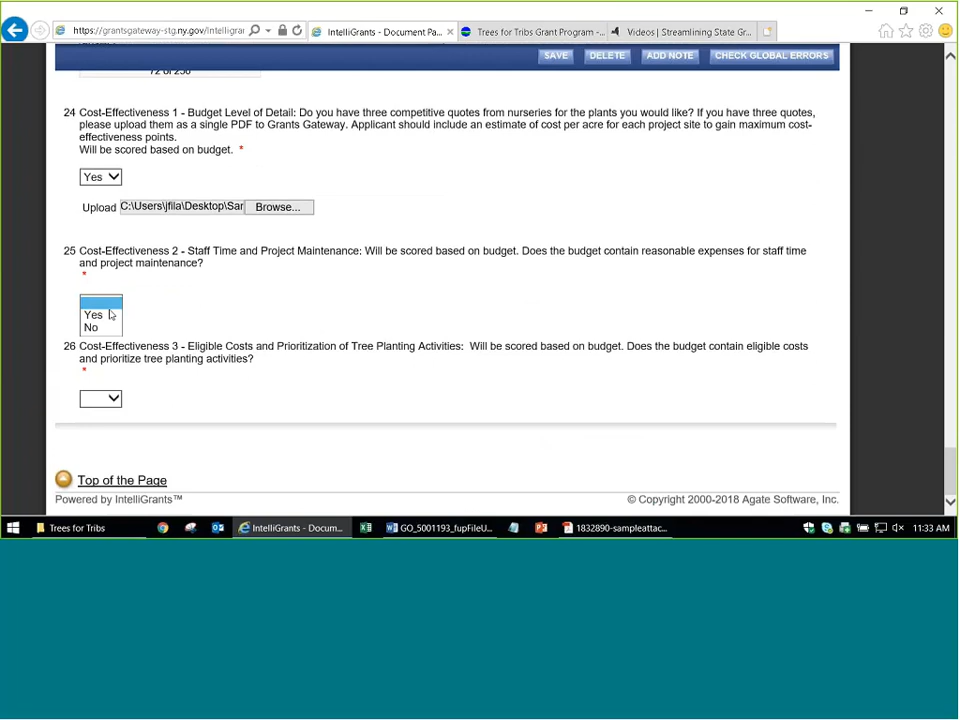 https://grantsgateway-stg.ny.gov/Intelligrar
IntelliGrants - Document Pa...
Trees for Tribs Grant Program -...
Videos | Streamlining State Gr...
SAVE DELETE ADD NOTE CHECK GLOBAL ERRORS
72 of 250
24 Cost-Effectiveness 1 - Budget Level of Detail: Do you have three competitive quotes from nurseries for the plants you would like? If you have three quotes,
please upload them as a single PDF to Grants Gateway. Applicant should include an estimate of cost per acre for each project site to gain maximum cost-
effectiveness points.
Will be scored based on budget. *
Yes
Upload C:\Users\jfila\Desktop\Sar Browse...
25 Cost-Effectiveness 2 - Staff Time and Project Maintenance: Will be scored based on budget. Does the budget contain reasonable expenses for staff time
and project maintenance?
*
Yes
No
26 Cost-Effectiveness 3 - Eligible Costs and Prioritization of Tree Planting Activities: Will be scored based on budget. Does the budget contain eligible costs
and prioritize tree planting activities?
*
Top of the Page
Powered by IntelliGrants™ © Copyright 2000-2018 Agate Software, Inc.
Trees for Tribs
IntelliGrants - Docum...
GO_5001193_fupFileU...
1832890-sampleattac...
11:33 AM